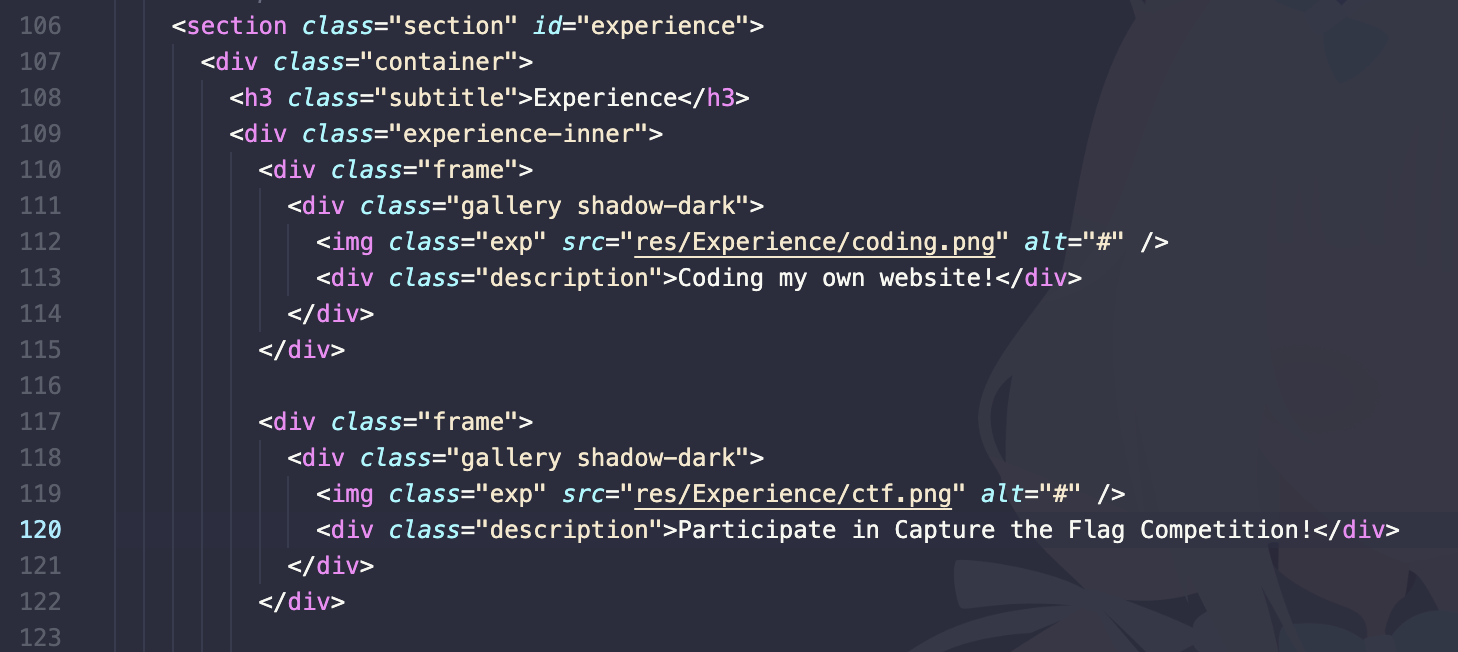 106 <section class="section" id="experience">
107 <div class="container">
108 <h3 class="subtitle">Experience</h3>
109 <div class="experience-inner">
110 <div class="frame">
111 <div class="gallery shadow-dark">
112 <img class="exp" src="res/Experience/coding.png" alt="#" />
113 <div class="description">Coding my own website!</div>
114 </div>
115 </div>
116
117 <div class="frame">
118 <div class="gallery shadow-dark">
119 <img class="exp" src="res/Experience/ctf.png" alt="#" />
120 <div class="description">Participate in Capture the Flag Competition!</div>
121 </div>
122 </div>
123